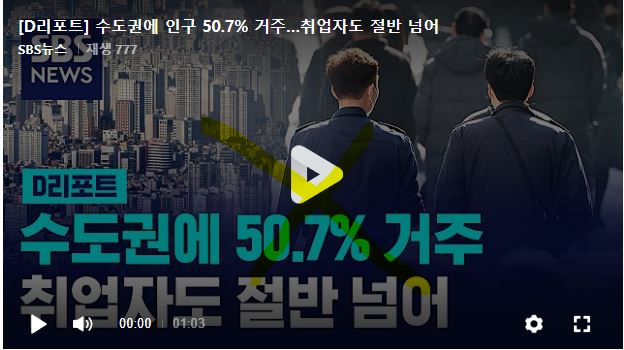 [D리포트] 수도권에 인구 50.7% 거주...취업자도 절반 넘어
SBS뉴스 | 재생 777
SBS
NEWS
D리포트
수도권에 50.7% 거주
취업자도 절반 넘어
00:00 | 01:03